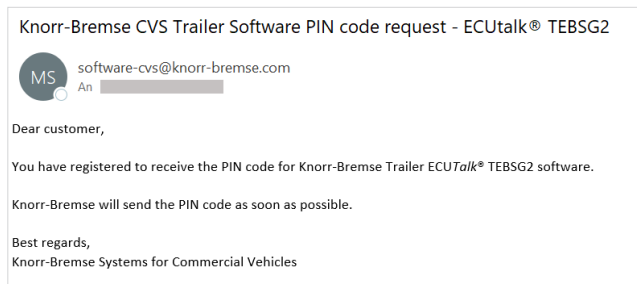 Knorr-Bremse CVS Trailer Software PIN code request - ECUtalk® TEBSG2
MS
software-cvs@knorr-bremse.com
An
Dear customer,
You have registered to receive the PIN code for Knorr-Bremse Trailer ECUTalk® TEBSG2 software.
Knorr-Bremse will send the PIN code as soon as possible.
Best regards,
Knorr-Bremse Systems for Commercial Vehicles